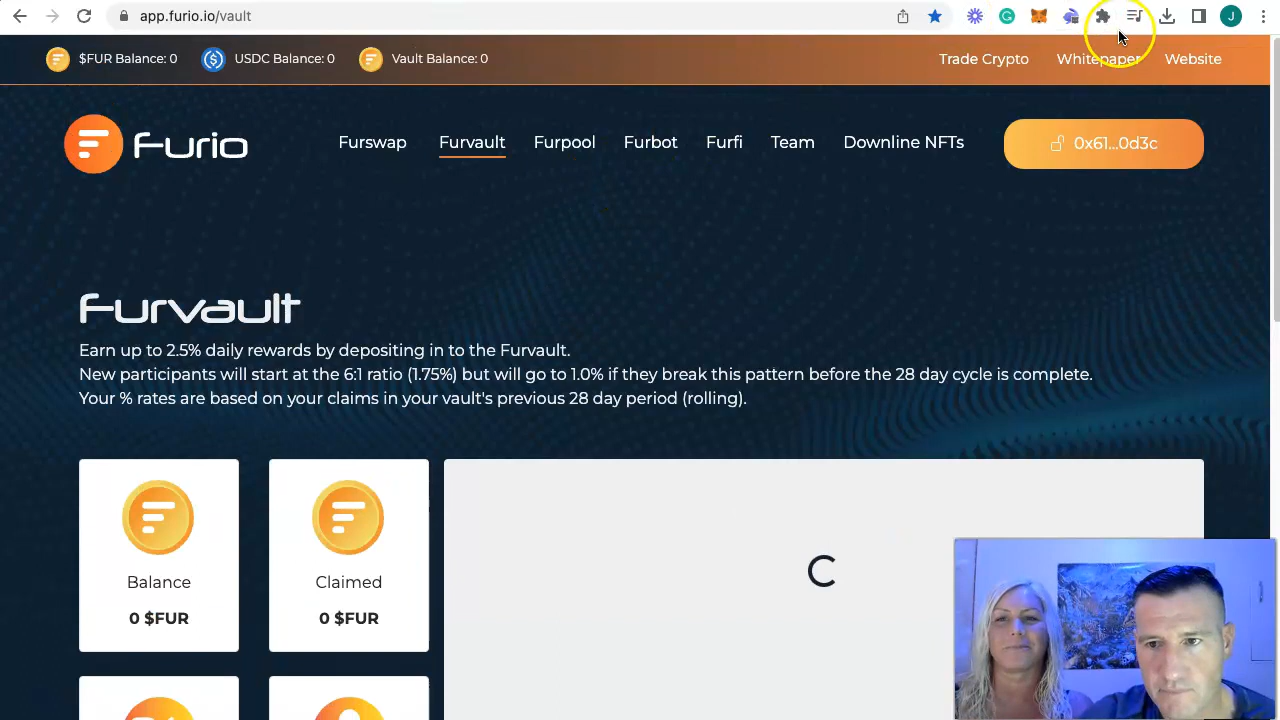 app.furio.io/vault
J
$FUR Balance: 0 USDC Balance: 0 Vault Balance: 0 Trade Crypto Whitepaper Website
Furio Furswap Furvault Furpool Furbot Furfi Team Downline NFTs 0x61...0d3c
Furvault
Earn up to 2.5% daily rewards by depositing in to the Furvault.
New participants will start at the 6:1 ratio (1.75%) but will go to 1.0% if they break this pattern before the 28 day cycle is complete.
Your % rates are based on your claims in your vault's previous 28 day period (rolling).
Balance Claimed
0 $FUR 0 $FUR